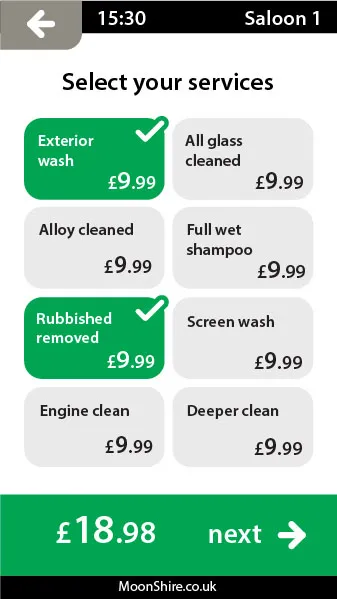 15:30 Saloon 1
Select your services
Exterior
wash
£9.99
All glass
cleaned
£9.99
Alloy cleaned
£9.99
Full wet
shampoo
£9.99
Rubbished
removed
£9.99
Screen wash
£9.99
Engine clean
£9.99
Deeper clean
£9.99
£18.98 next
MoonShire.co.uk